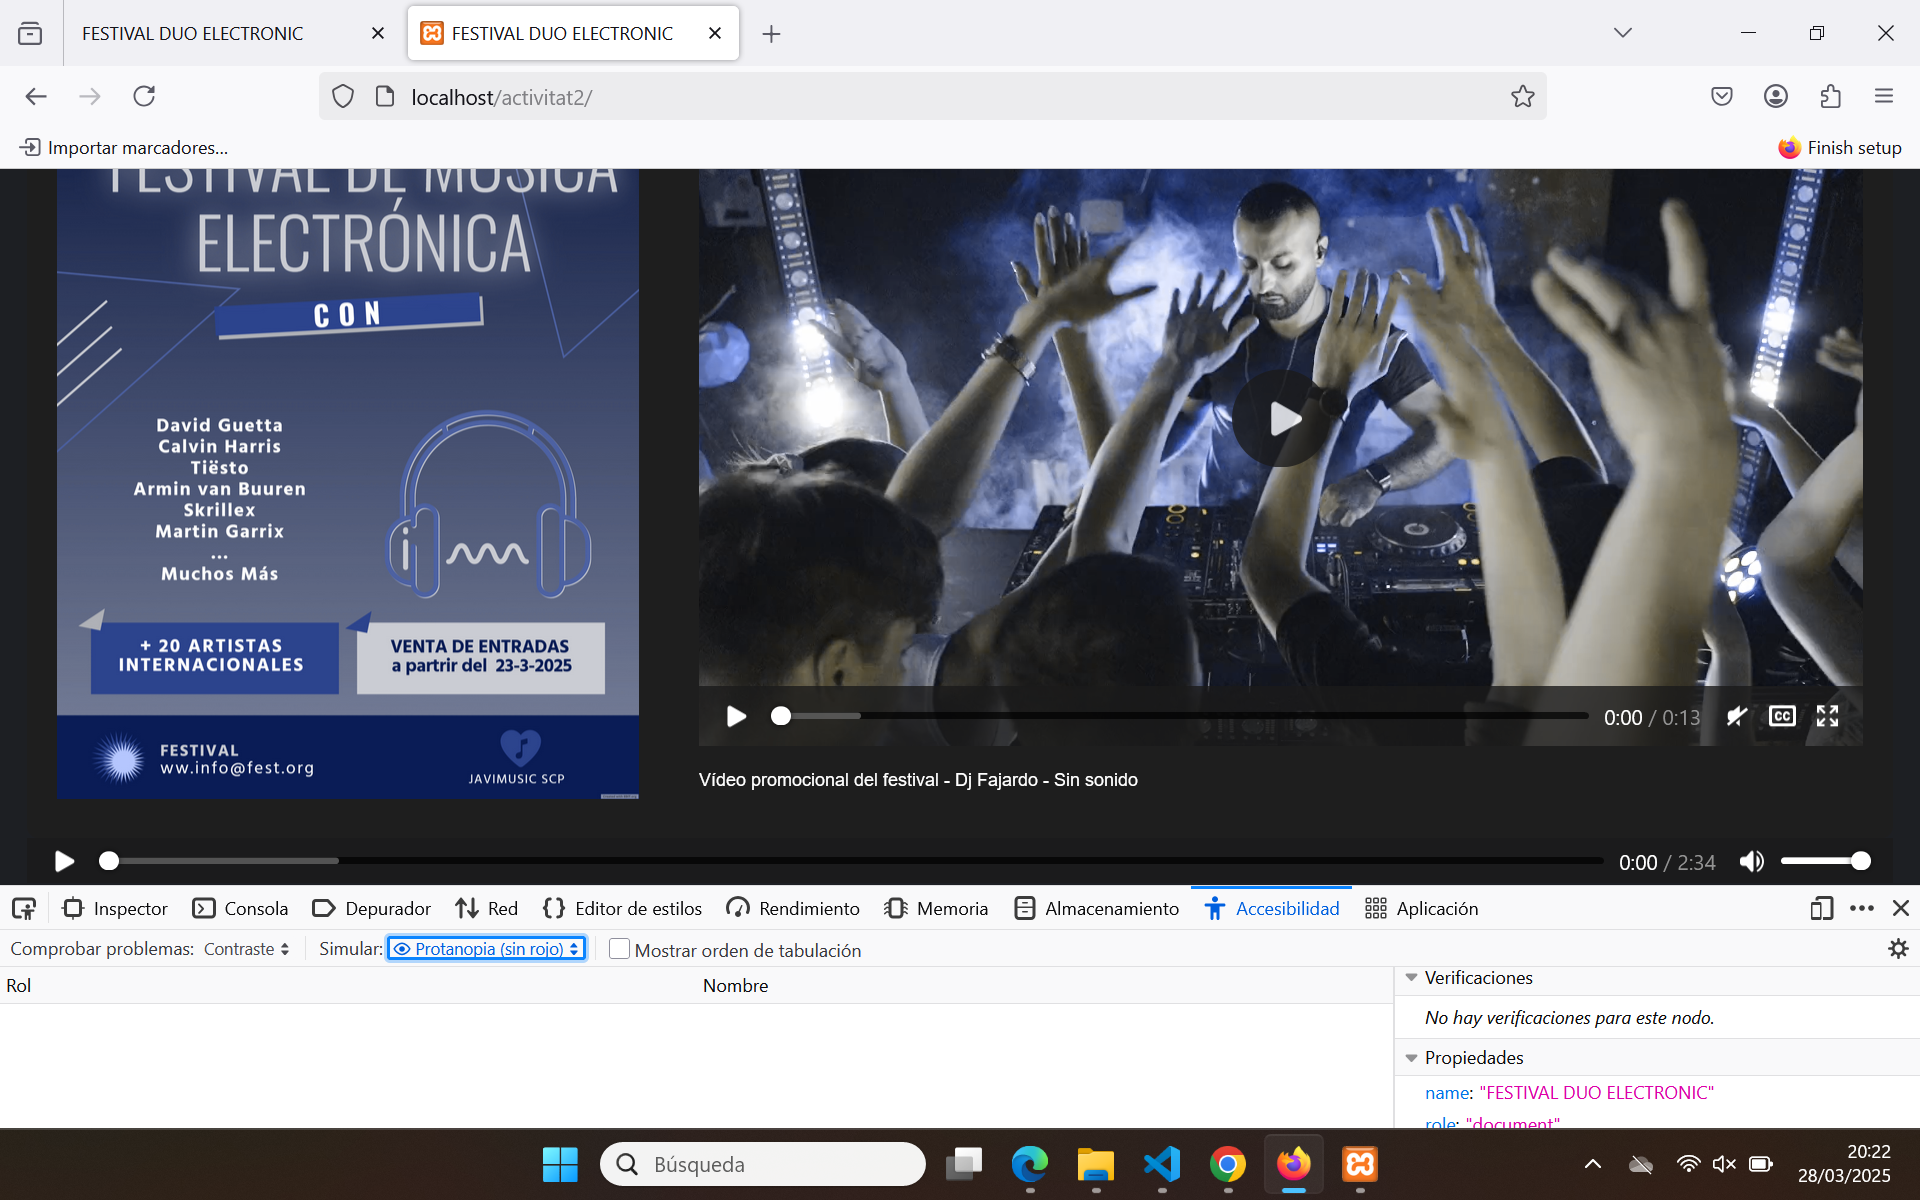 FESTIVAL DUO ELECTRONIC
FESTIVAL DUO ELECTRONIC
localhost/activitat2/
Importar marcadores...
Finish setup
FESTIVAL DE MÚSICA
ELECTRÓNICA
CON
David Guetta
Calvin Harris
Tiësto
Armin van Buuren
Skrillex
Martin Garrix
...
Muchos Más
+ 20 ARTISTAS
INTERNACIONALES
VENTA DE ENTRADAS
a partrir del 23-3-2025
FESTIVAL
ww.info@fest.org
JAVIMUSIC SCP
0:00 / 0:13
CC
Vídeo promocional del festival - Dj Fajardo - Sin sonido
0:00 / 2:34
Inspector Consola Depurador Red Editor de estilos Rendimiento Memoria Almacenamiento Accesibilidad Aplicación
Comprobar problemas: Contraste Simular: Protanopia (sin rojo) Mostrar orden de tabulación
Rol Nombre
Verificaciones
No hay verificaciones para este nodo.
Propiedades
name: "FESTIVAL DUO ELECTRONIC"
role: "document"
Búsqueda
20:22
28/03/2025